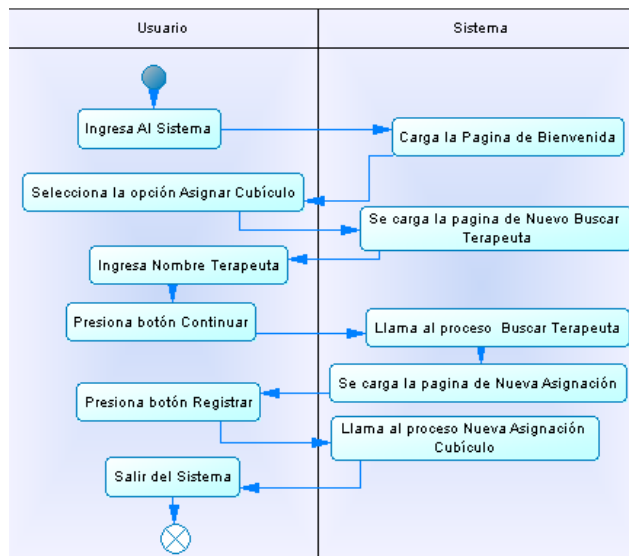 Usuario
Sistema
Ingresa Al Sistema
Carga la Pagina de Bienvenida
Selecciona la opción Asignar Cubículo
Se carga la pagina de Nuevo Buscar
Terapeuta
Ingresa Nombre Terapeuta
Presiona botón Continuar
Llama al proceso Buscar Terapeuta
Se carga la pagina de Nueva Asignación
Presiona botón Registrar
Llama al proceso Nueva Asignación
Cubículo
Salir del Sistema